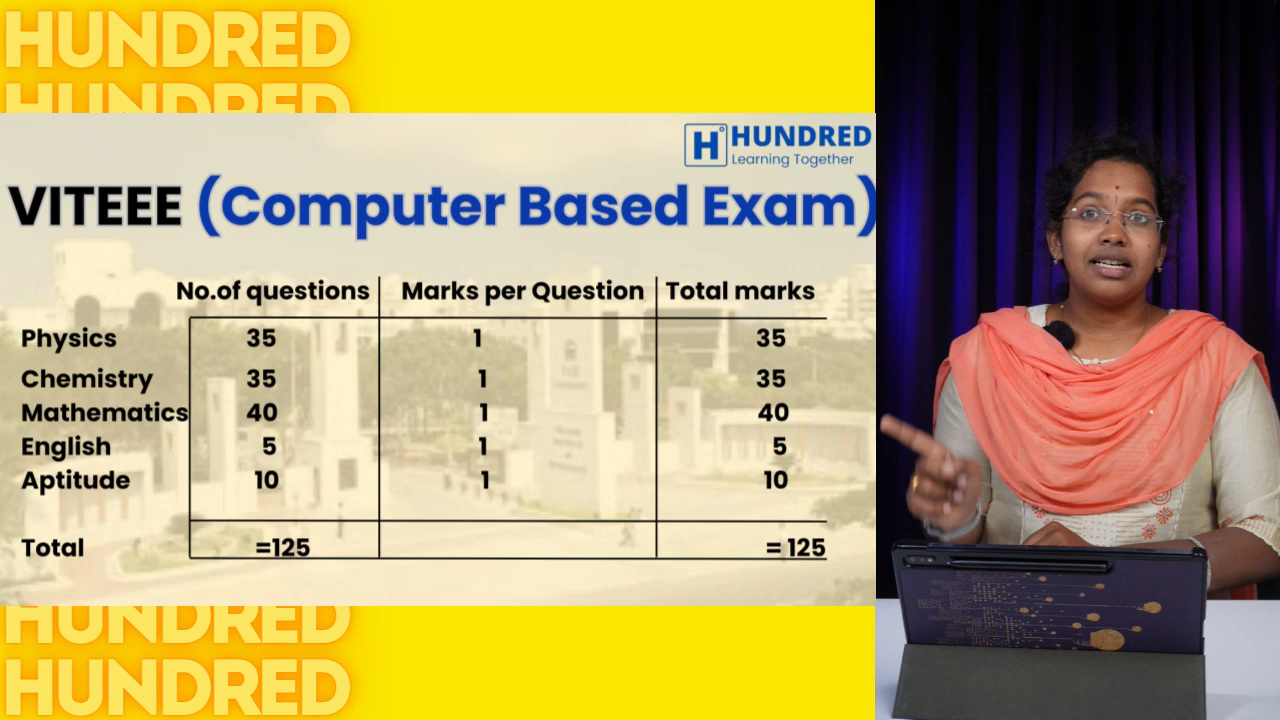 HUNDRED
HUNDRED
H° HUNDRED
Learning Together
VITEEE (Computer Based Exam)
No.of questions Marks per Question Total marks
Physics 35 1 35
Chemistry 35 1 35
Mathematics 40 1 40
English 5 1 5
Aptitude 10 1 10
Total =125 = 125
HUNDRED
HUNDRED